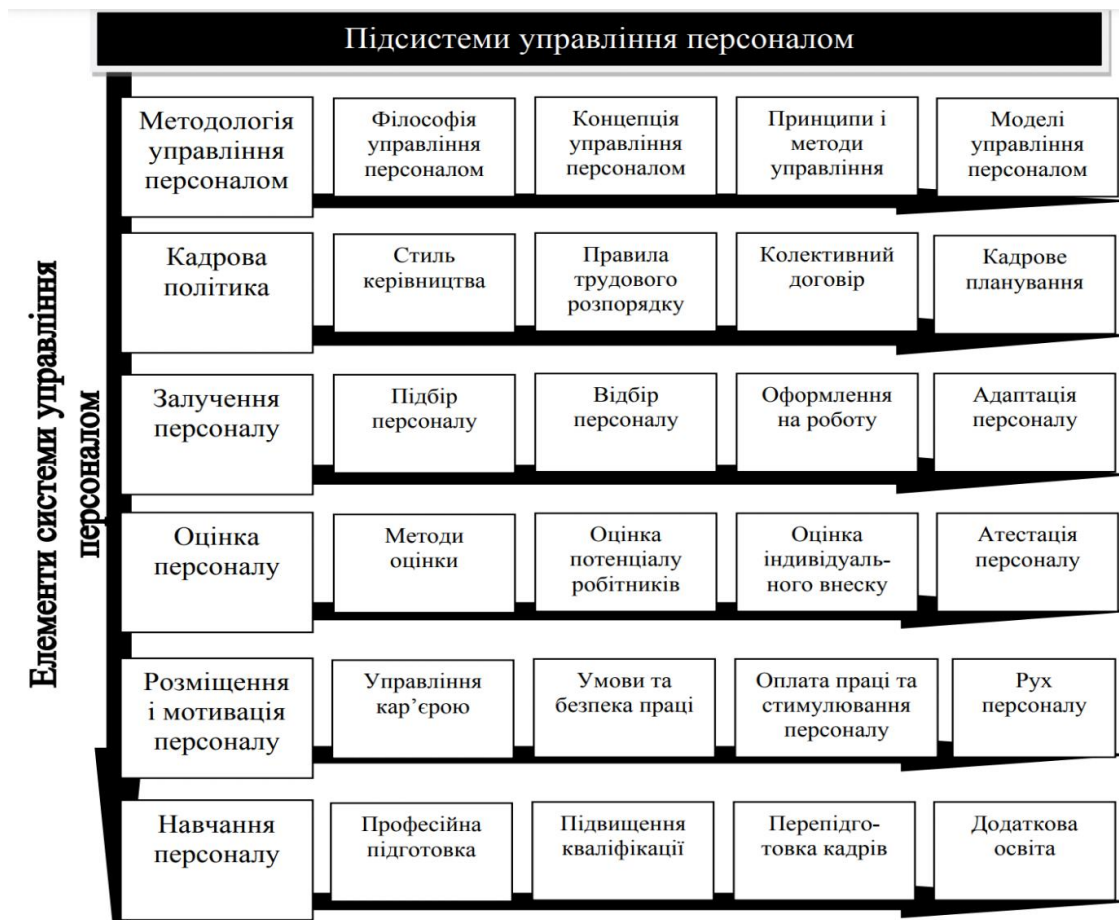 Підсистеми управління персоналом
Елементи системи управління
персоналом
Методологія
управління
персоналом
Філософія
управління
персоналом
Концепція
управління
персоналом
Принципи і
методи
управління
Моделі
управління
персоналом
Кадрова
політика
Стиль
керівництва
Правила
трудового
розпорядку
Колективний
договір
Кадрове
планування
Залучення
персоналу
Підбір
персоналу
Відбір
персоналу
Оформлення
на роботу
Адаптація
персоналу
Оцінка
персоналу
Методи
оцінки
Оцінка
потенціалу
робітників
Оцінка
індивідуаль-
ного внеску
Атестація
персоналу
Розміщення
і мотивація
персоналу
Управління
кар’єрою
Умови та
безпека праці
Оплата праці та
стимулювання
персоналу
Рух
персоналу
Навчання
персоналу
Професійна
підготовка
Підвищення
кваліфікації
Перепідго-
товка кадрів
Додаткова
освіта